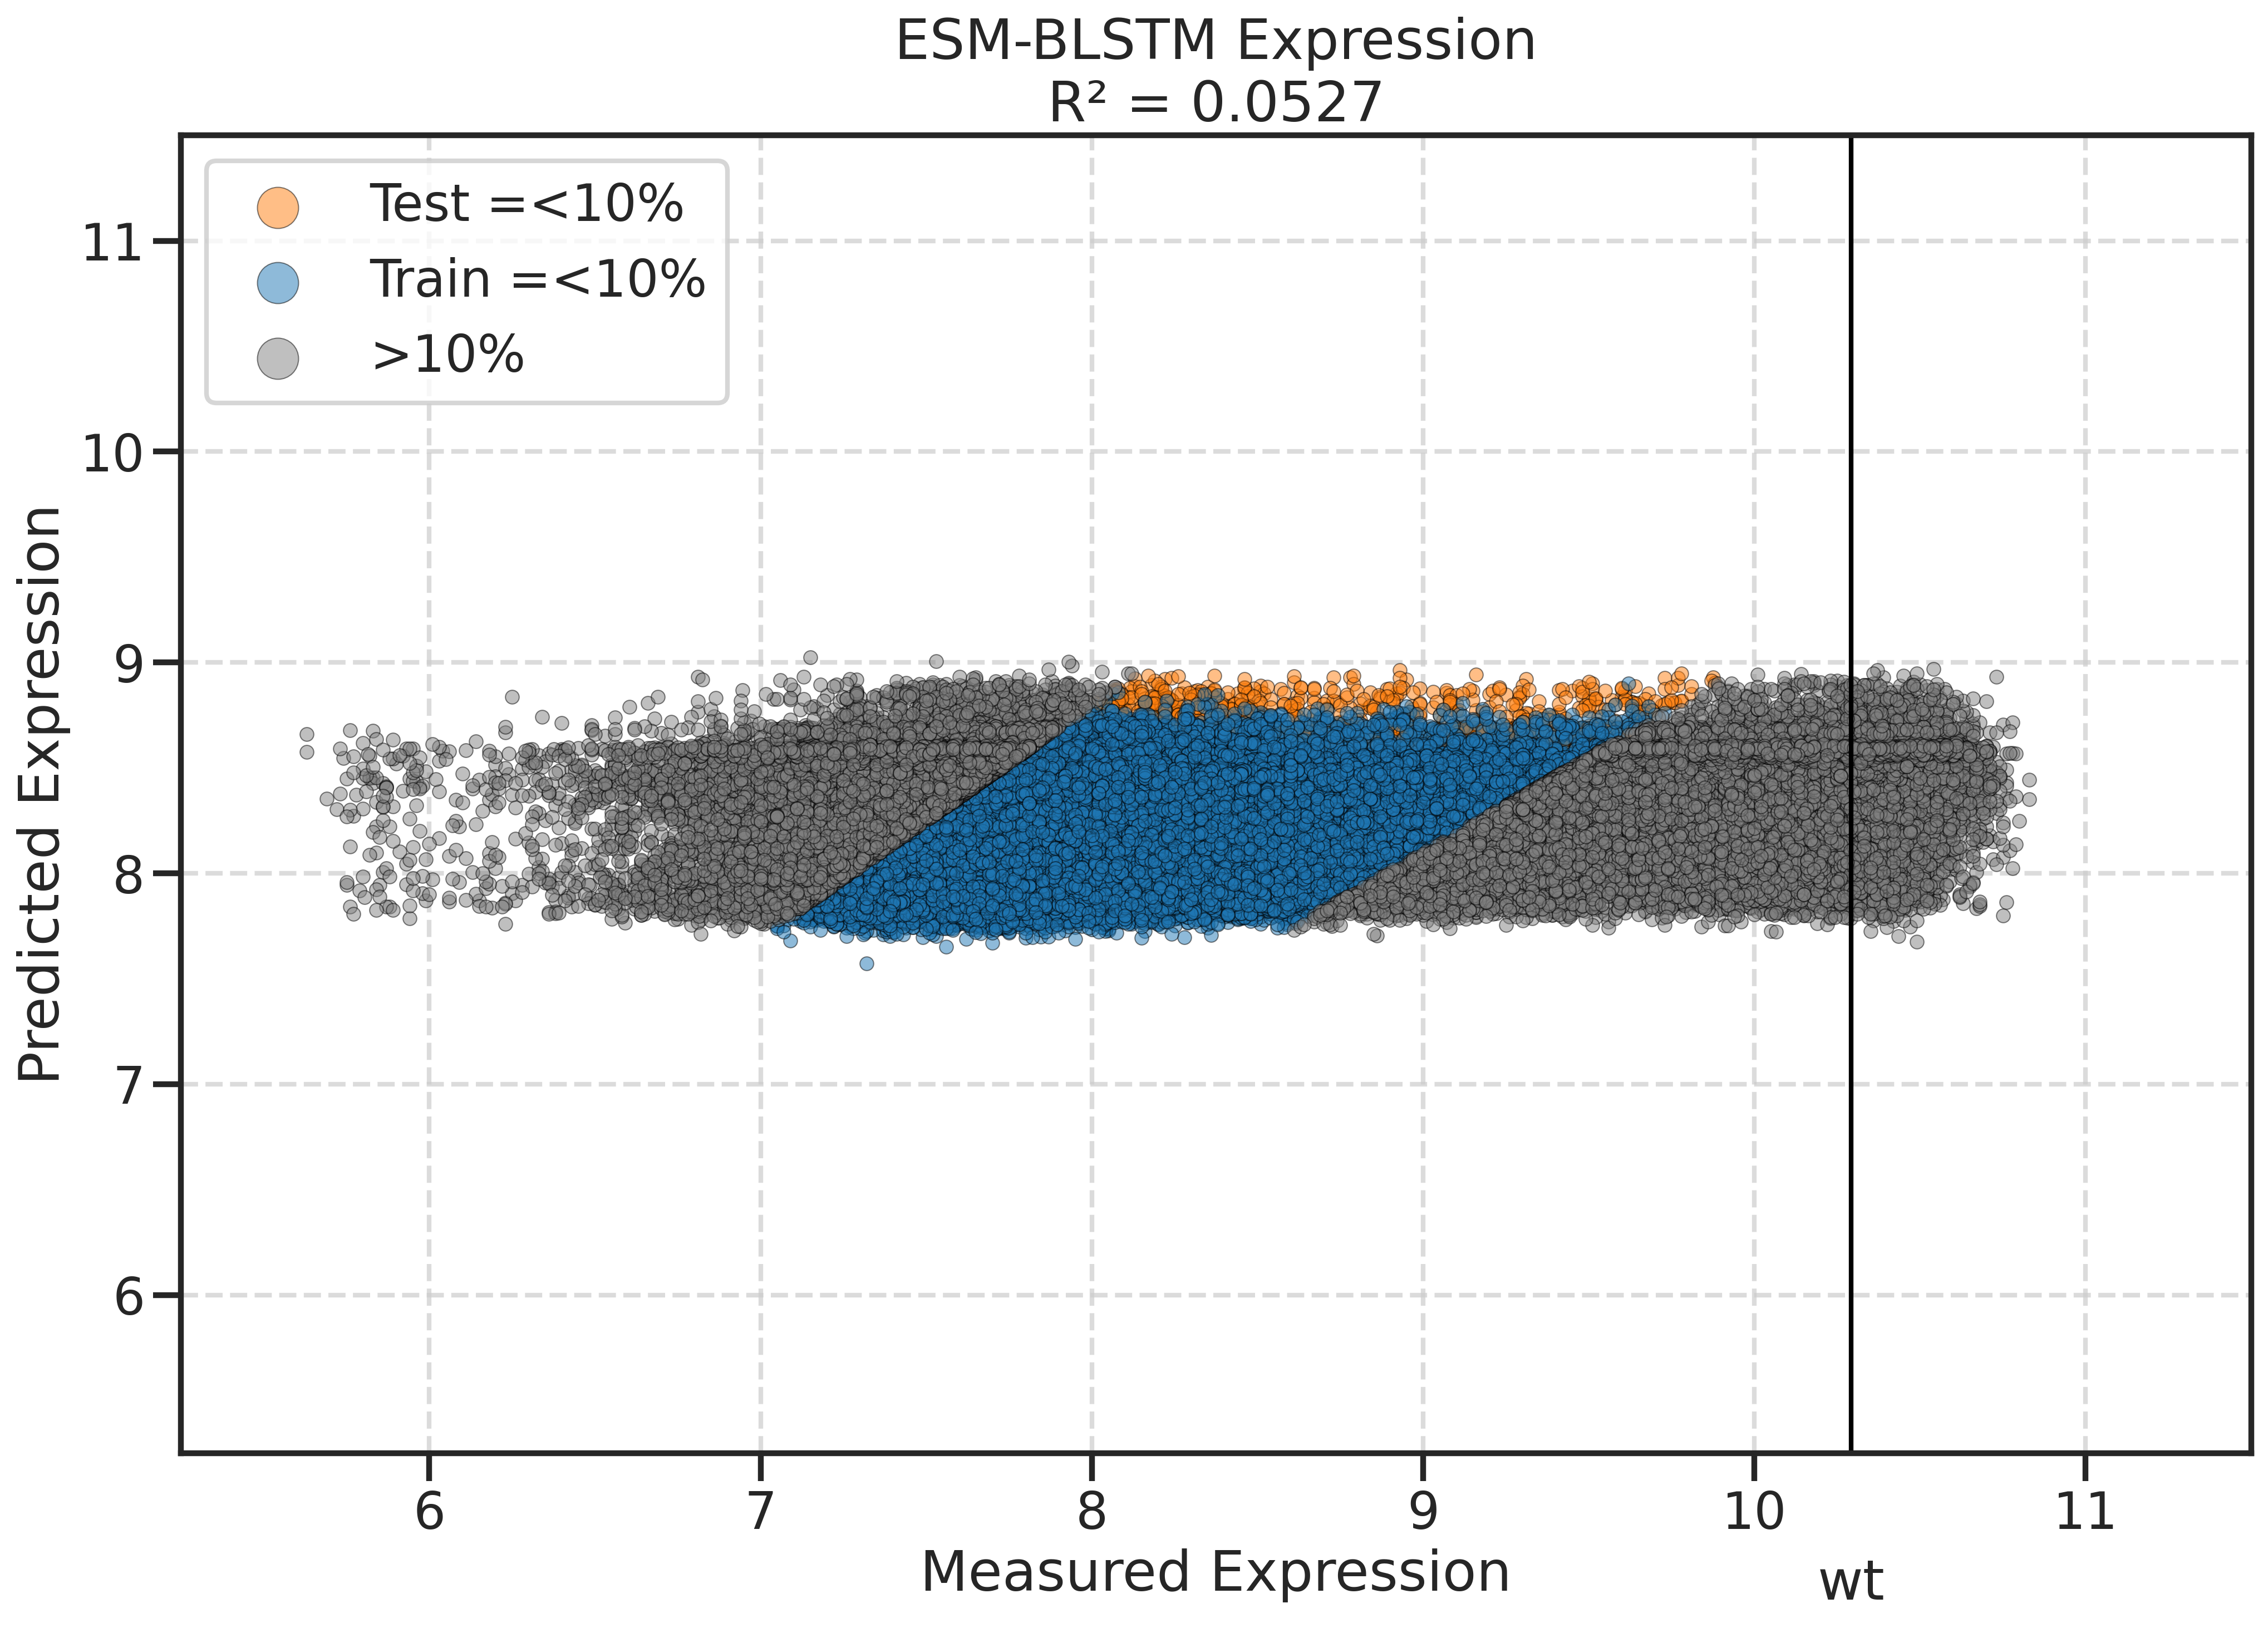 ESM-BLSTM Expression
R² = 0.0527
Test =<10%
Train =<10%
>10%
11
10
9
8
7
6
Predicted Expression
6 7 8 9 10 11
Measured Expression
wt